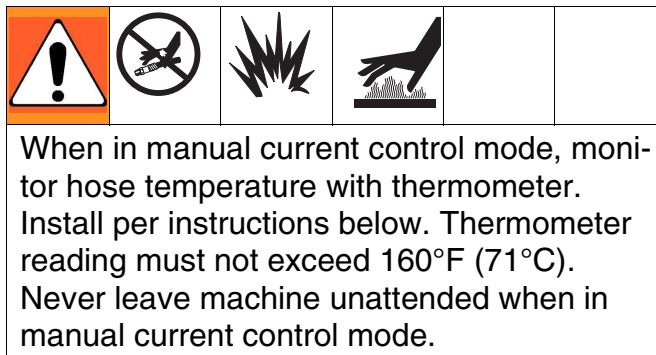 When in manual current control mode, moni-
tor hose temperature with thermometer.
Install per instructions below. Thermometer
reading must not exceed 160°F (71°C).
Never leave machine unattended when in
manual current control mode.